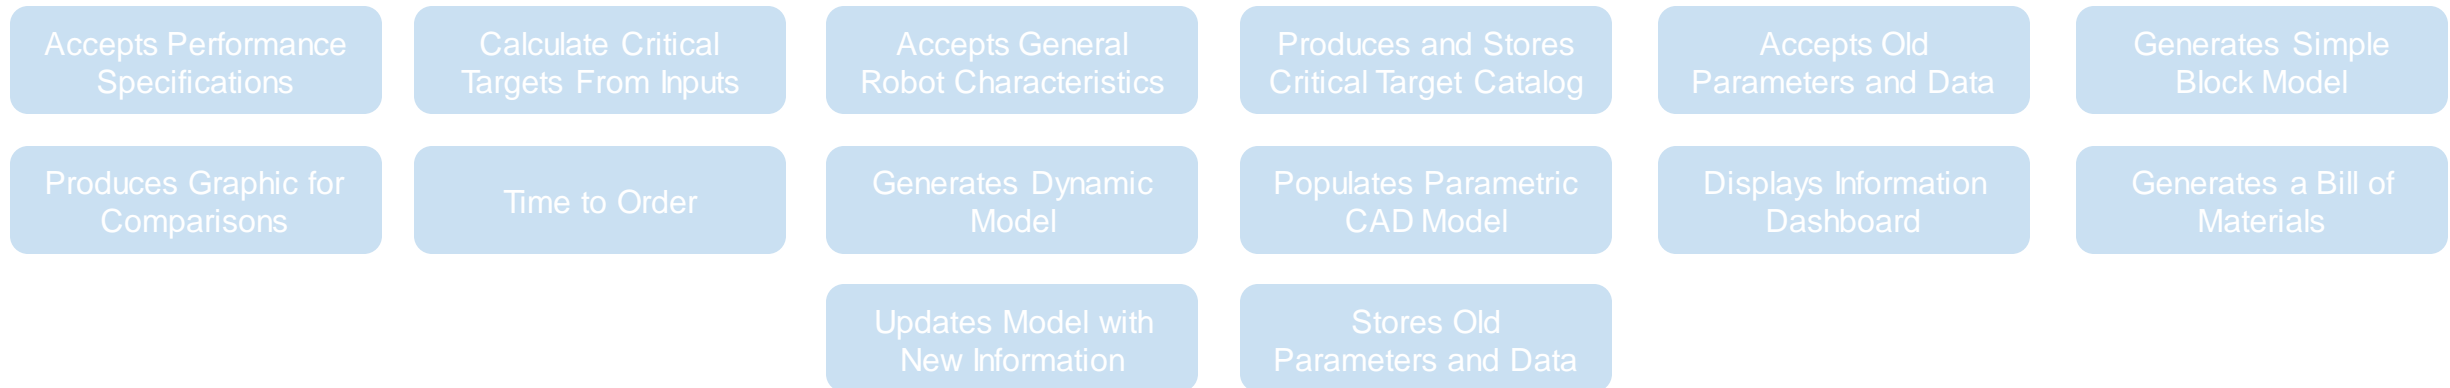 Accepts Performance
Specifications
Calculate Critical
Targets From Inputs
Accepts General
Robot Characteristics
Produces and Stores
Critical Target Catalog
Accepts Old
Parameters and Data
Generates Simple
Block Model
Produces Graphic for
Comparisons
Time to Order
Generates Dynamic
Model
Populates Parametric
CAD Model
Displays Information
Dashboard
Generates a Bill of
Materials
Updates Model with
New Information
Stores Old
Parameters and Data